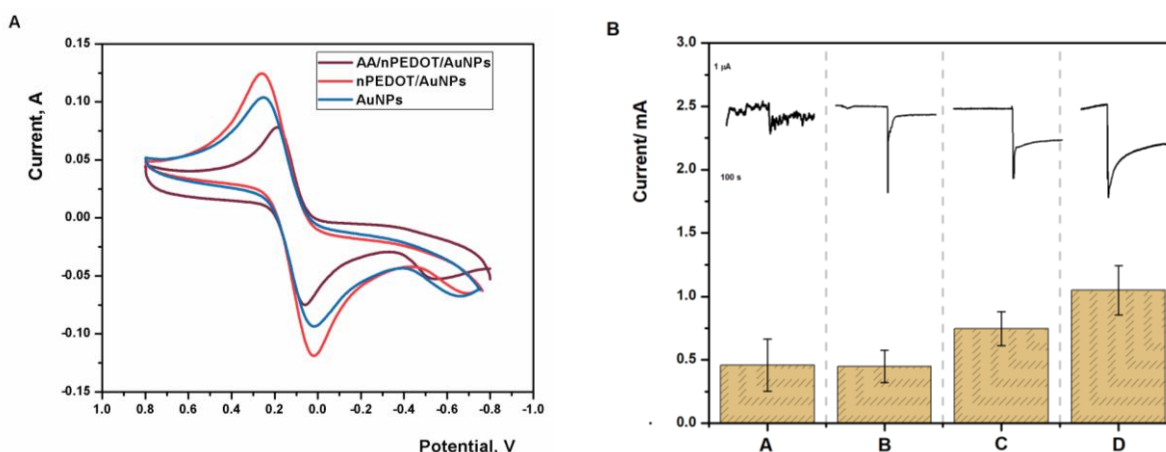 A
0.15
0.10
0.05
0.00
-0.05
-0.10
-0.15
Current, A
AA/nPEDOT/AuNPs
nPEDOT/AuNPs
AuNPs
1.0 0.8 0.6 0.4 0.2 0.0 -0.2 -0.4 -0.6 -0.8 -1.0
Potential, V
B
3.0
2.5
2.0
1.5
1.0
0.5
0.0
Current/ mA
1 µA
100 s
A B C D